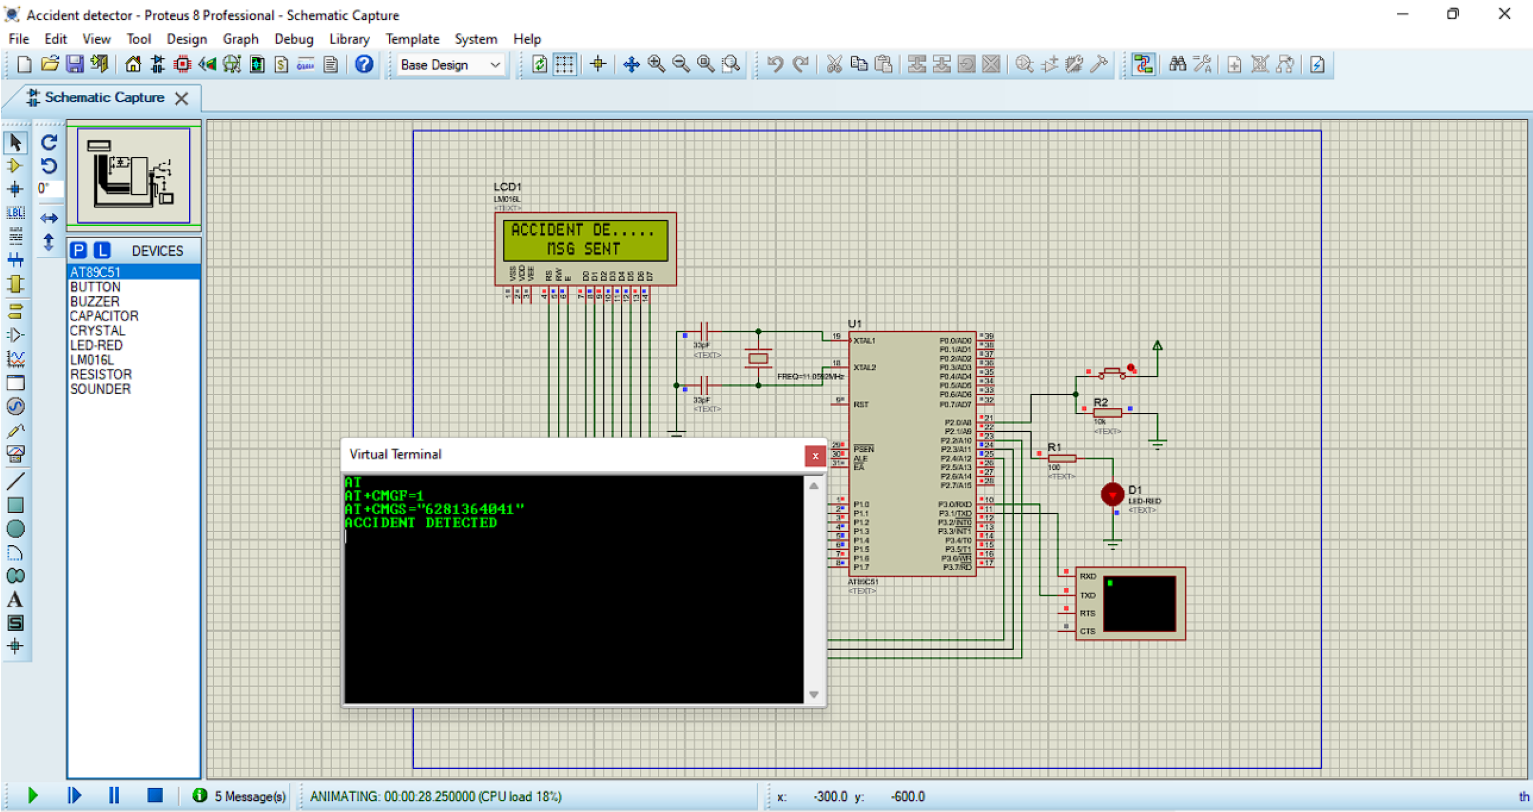 Accident detector - Proteus 8 Professional - Schematic Capture
File Edit View Tool Design Graph Debug Library Template System Help
Base Design
Schematic Capture
0°
LBL
A
S
P L DEVICES
AT89C51
BUTTON
BUZZER
CAPACITOR
CRYSTAL
LED-RED
LM016L
RESISTOR
SOUNDER
LCD1
LM016L
<TEXT>
ACCIDENT DE.....
MSG SENT
VSS VDD VEE RS RW E D0 D1 D2 D3 D4 D5 D6 D7
1 2 3 4 5 6 7 8 9 10 11 12 13 14
33pF
<TEXT>
33pF
<TEXT>
FREQ=11.0592MHz
U1
19 XTAL1
18 XTAL2
9 RST
29 PSEN
30 ALE
31 EA
1 P1.0
2 P1.1
3 P1.2
4 P1.3
5 P1.4
6 P1.5
7 P1.6
8 P1.7
P0.0/AD0 39
P0.1/AD1 38
P0.2/AD2 37
P0.3/AD3 36
P0.4/AD4 35
P0.5/AD5 34
P0.6/AD6 33
P0.7/AD7 32
P2.0/A8 21
P2.1/A9 22
P2.2/A10 23
P2.3/A11 24
P2.4/A12 25
P2.5/A13 26
P2.6/A14 27
P2.7/A15 28
P3.0/RXD 10
P3.1/TXD 11
P3.2/INT0 12
P3.3/INT1 13
P3.4/T0 14
P3.5/T1 15
P3.6/WR 16
P3.7/RD 17
AT89C51
<TEXT>
R2
10k
<TEXT>
R1
100
<TEXT>
D1
LED-RED
<TEXT>
RXD
TXD
RTS
CTS
Virtual Terminal
x
AT
AT+CMGF=1
AT+CMGS="6281364041"
ACCIDENT DETECTED
5 Message(s)
ANIMATING: 00:00:28.250000 (CPU load 18%)
x: -300.0 y: -600.0
th